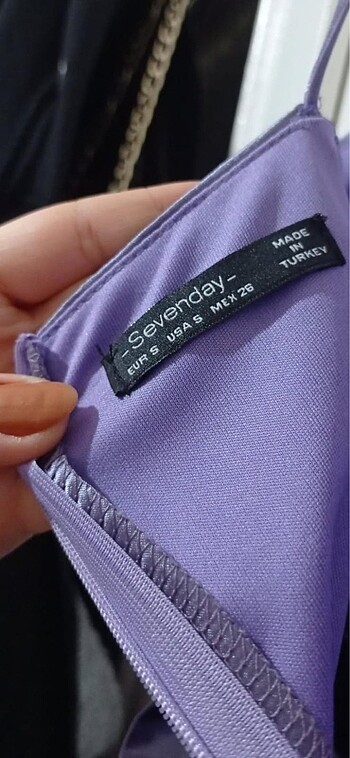 -Sevenday-
EUR S USA S MEX 26
MADE
IN
TURKEY